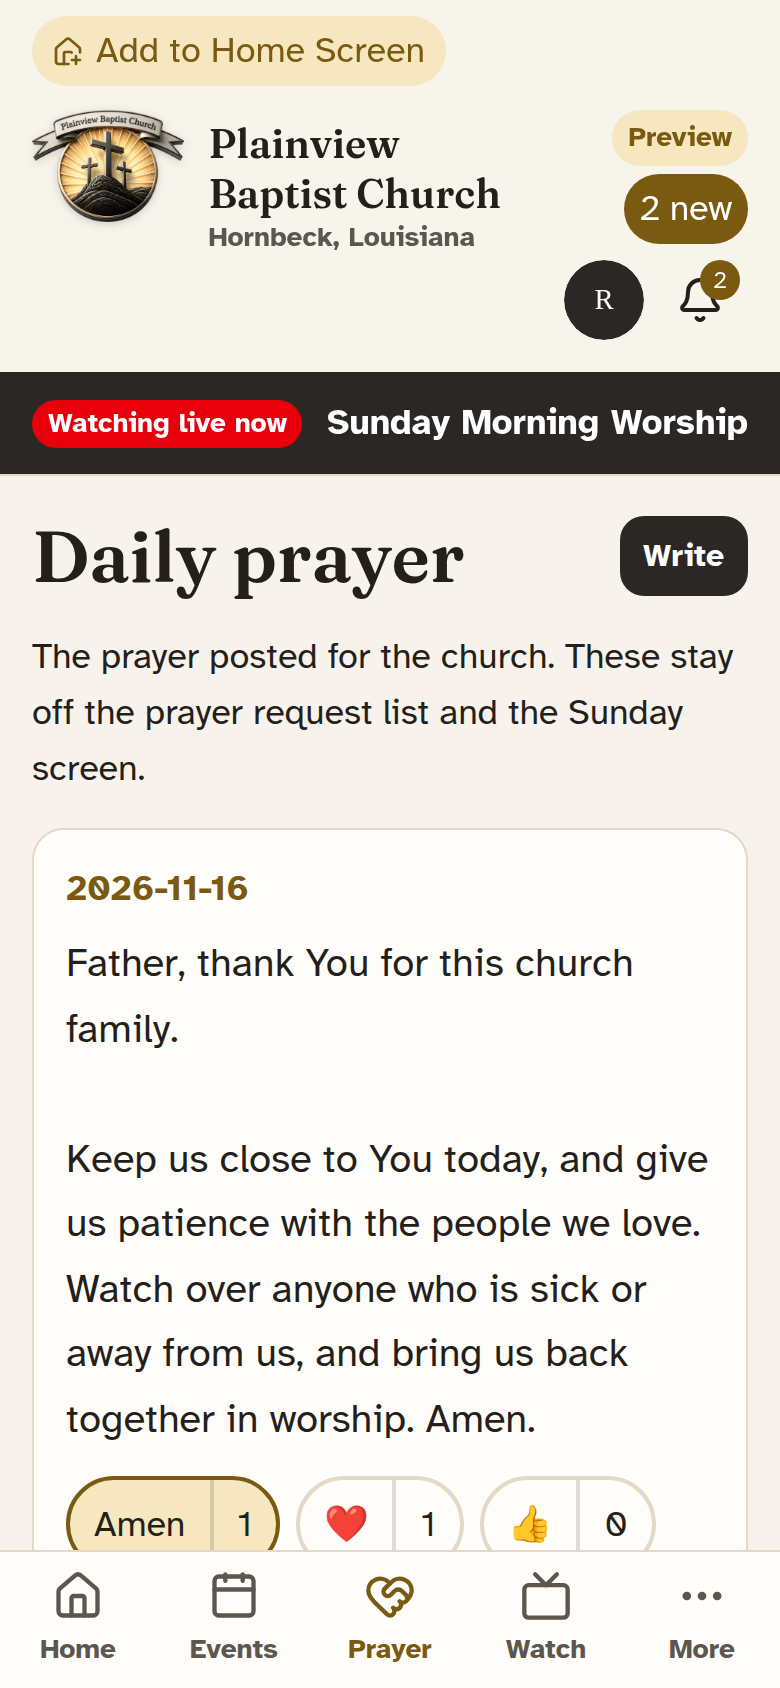 Add to Home Screen
Plainview Baptist Church
Plainview
Baptist Church
Hornbeck, Louisiana
Preview
2 new
R
2
Watching live now
Sunday Morning Worship
Daily prayer
Write
The prayer posted for the church. These stay
off the prayer request list and the Sunday
screen.
2026-11-16
Father, thank You for this church
family.
Keep us close to You today, and give
us patience with the people we love.
Watch over anyone who is sick or
away from us, and bring us back
together in worship. Amen.
Amen 1 ❤️ 1 👍 0
Home Events Prayer Watch More